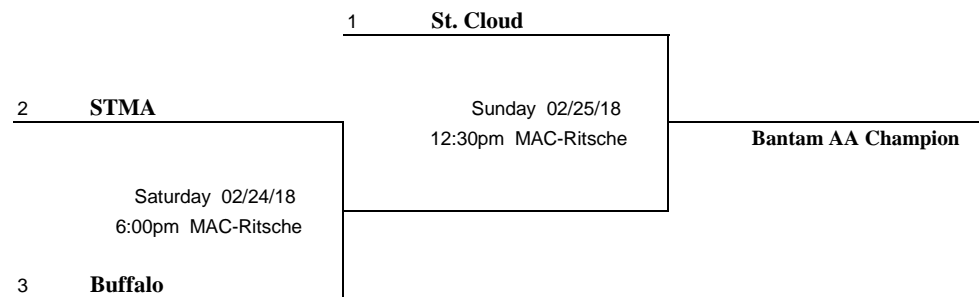 1 St. Cloud
2 STMA
Sunday 02/25/18
12:30pm MAC-Ritsche
Bantam AA Champion
Saturday 02/24/18
6:00pm MAC-Ritsche
3 Buffalo